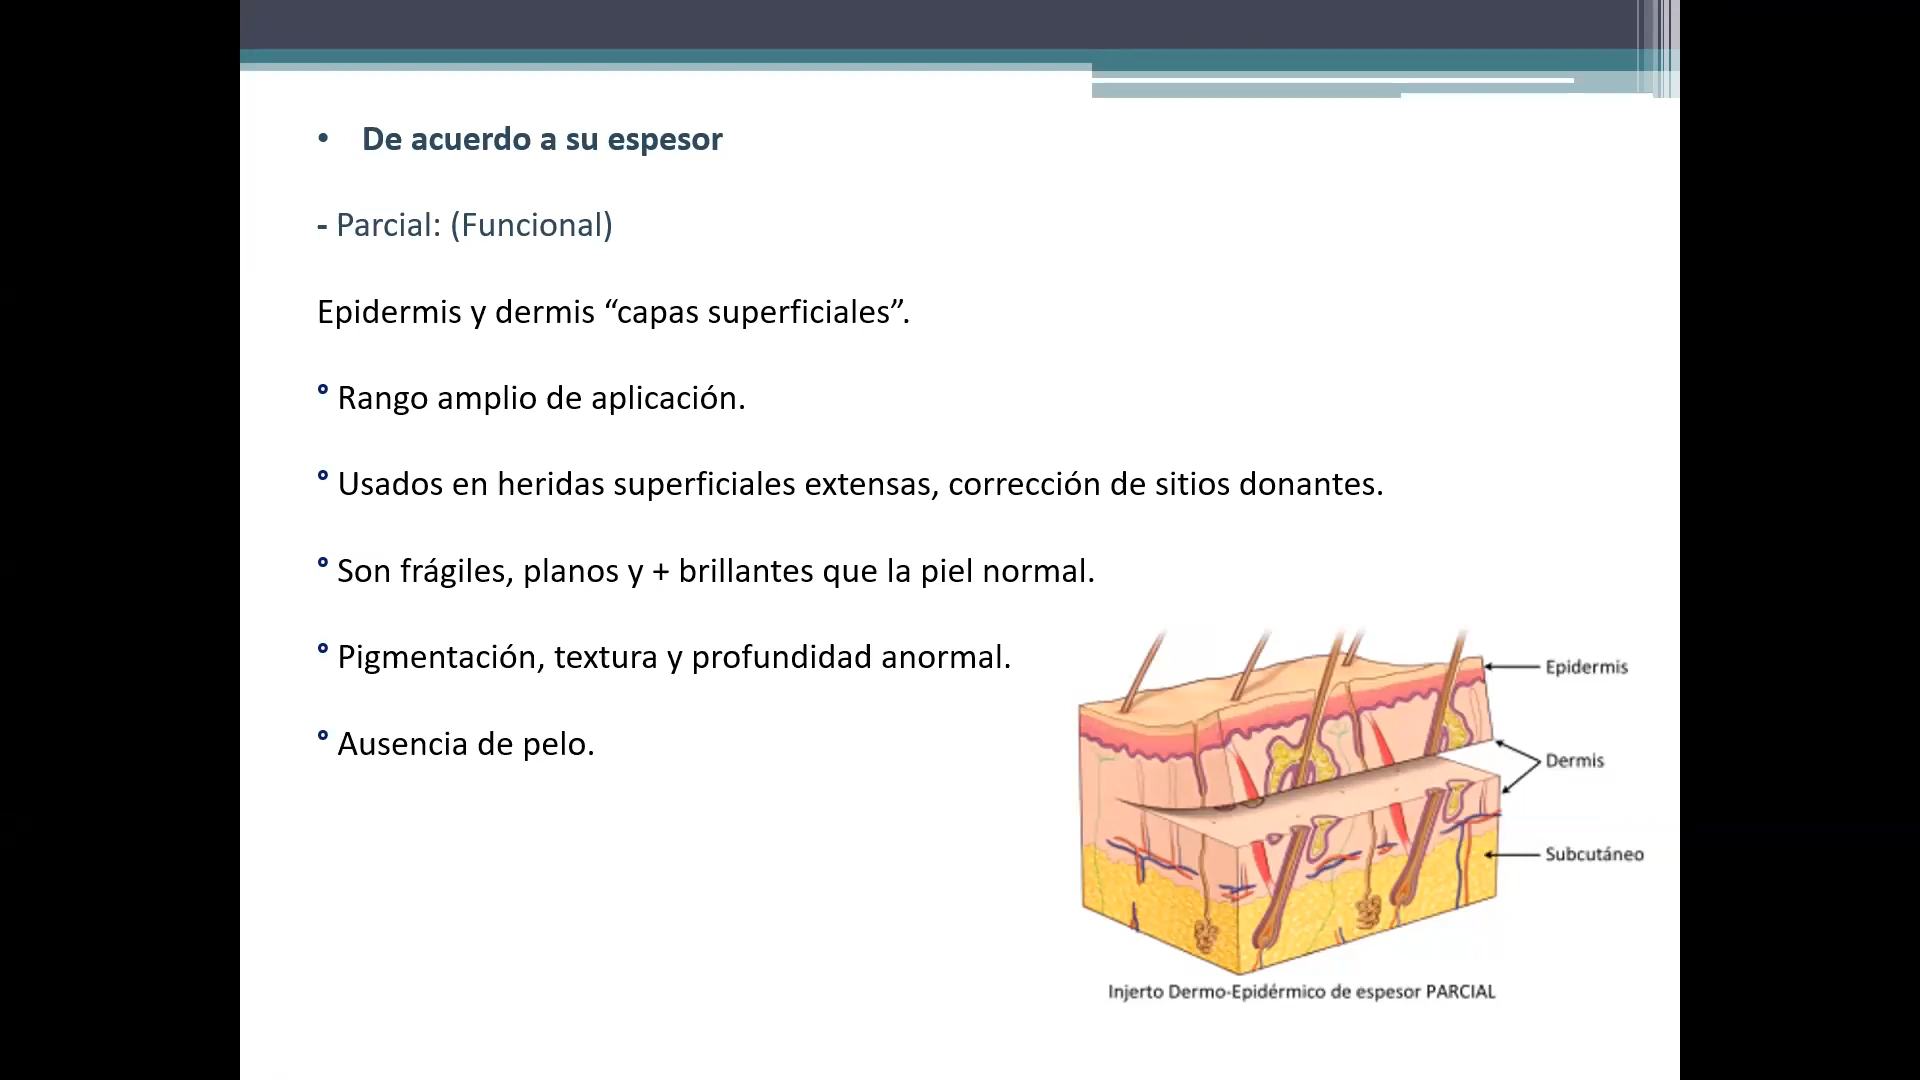 • De acuerdo a su espesor
- Parcial: (Funcional)
Epidermis y dermis “capas superficiales”.
° Rango amplio de aplicación.
° Usados en heridas superficiales extensas, corrección de sitios donantes.
° Son frágiles, planos y + brillantes que la piel normal.
° Pigmentación, textura y profundidad anormal.
° Ausencia de pelo.
Epidermis
Dermis
Subcutáneo
Injerto Dermo-Epidérmico de espesor PARCIAL